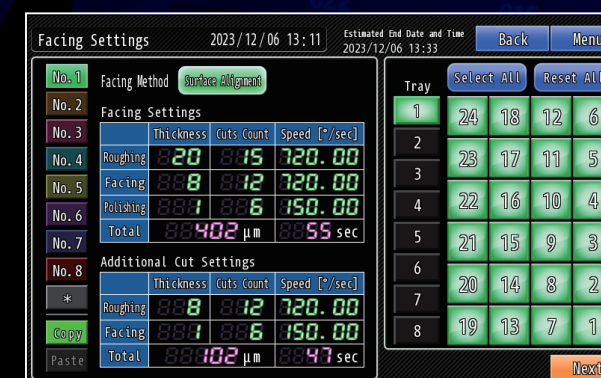 Facing Settings 2023/12/06 13:11 Estimated End Date and Time 2023/12/06 13:33 Back Menu
No. 1 Facing Method Surface Alignment
No. 2 Facing Settings
No. 3 Thickness Cuts Count Speed [°/sec]
No. 4 Roughing 20 15 720.00
No. 5 Facing 8 12 720.00
No. 6 Polishing 1 6 150.00
No. 7 Total 402 μm 55 sec
No. 8 Additional Cut Settings
Thickness Cuts Count Speed [°/sec]
* Roughing 8 12 720.00
Copy Facing 1 6 150.00
Paste Total 102 μm 47 sec
Tray Select All Reset All
1 24 18 12 6
2
3 23 17 11 5
4 22 16 10 4
5 21 15 9 3
6
7 20 14 8 2
8 19 13 7 1
Next